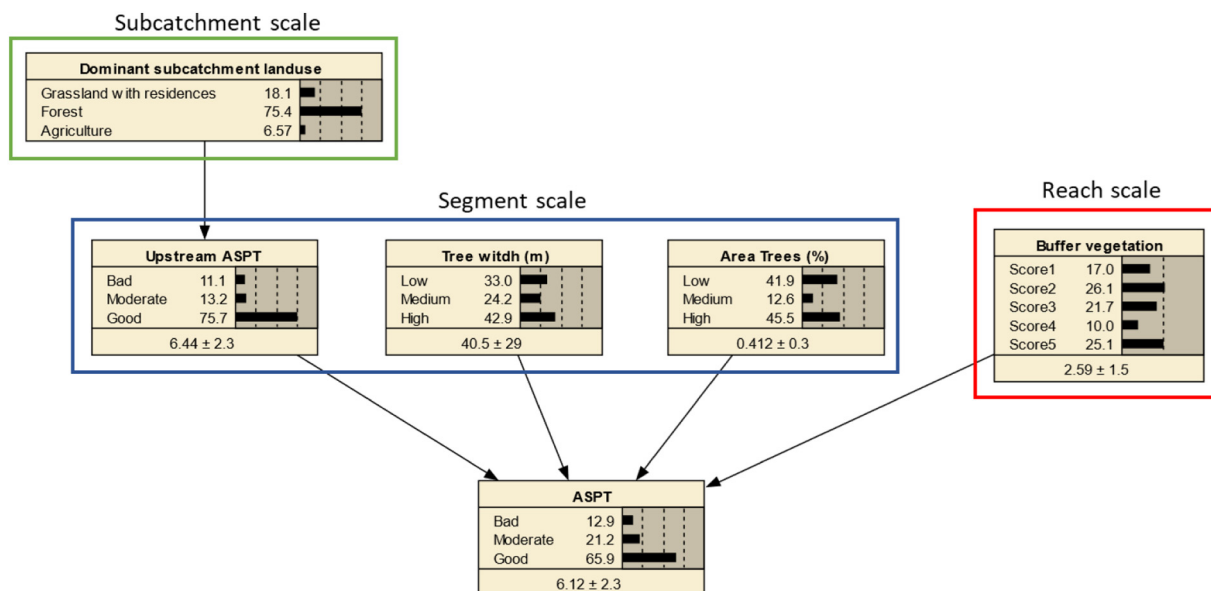 Subcatchment scale
Dominant subcatchment landuse
Grassland with residences 18.1
Forest 75.4
Agriculture 6.57
Segment scale
Reach scale
Upstream ASPT
Bad 11.1
Moderate 13.2
Good 75.7
6.44 ± 2.3
Tree witdh (m)
Low 33.0
Medium 24.2
High 42.9
40.5 ± 29
Area Trees (%)
Low 41.9
Medium 12.6
High 45.5
0.412 ± 0.3
Buffer vegetation
Score1 17.0
Score2 26.1
Score3 21.7
Score4 10.0
Score5 25.1
2.59 ± 1.5
ASPT
Bad 12.9
Moderate 21.2
Good 65.9
6.12 ± 2.3